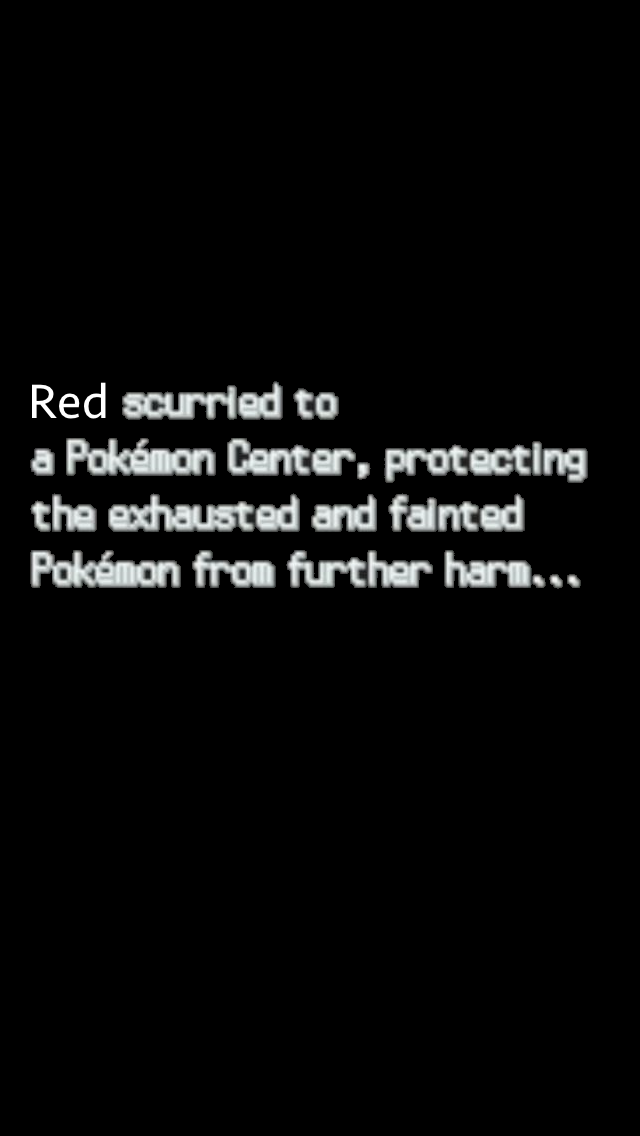 Red scurried to
a Pokémon Center, protecting
the exhausted and fainted
Pokémon from further harm...